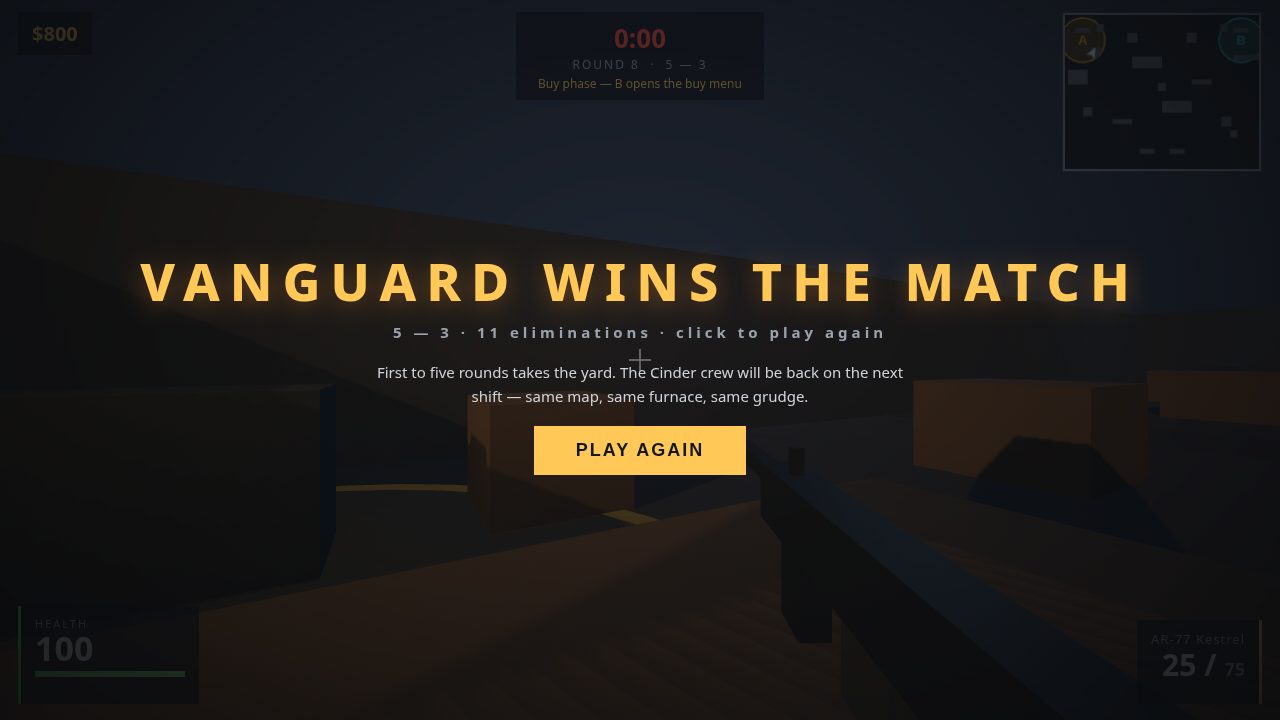 $800
0:00
ROUND 8 · 5 — 3
Buy phase — B opens the buy menu
A
B
VANGUARD WINS THE MATCH
5 — 3 · 11 eliminations · click to play again
First to five rounds takes the yard. The Cinder crew will be back on the next
shift — same map, same furnace, same grudge.
PLAY AGAIN
HEALTH
100
AR-77 Kestrel
25 / 75